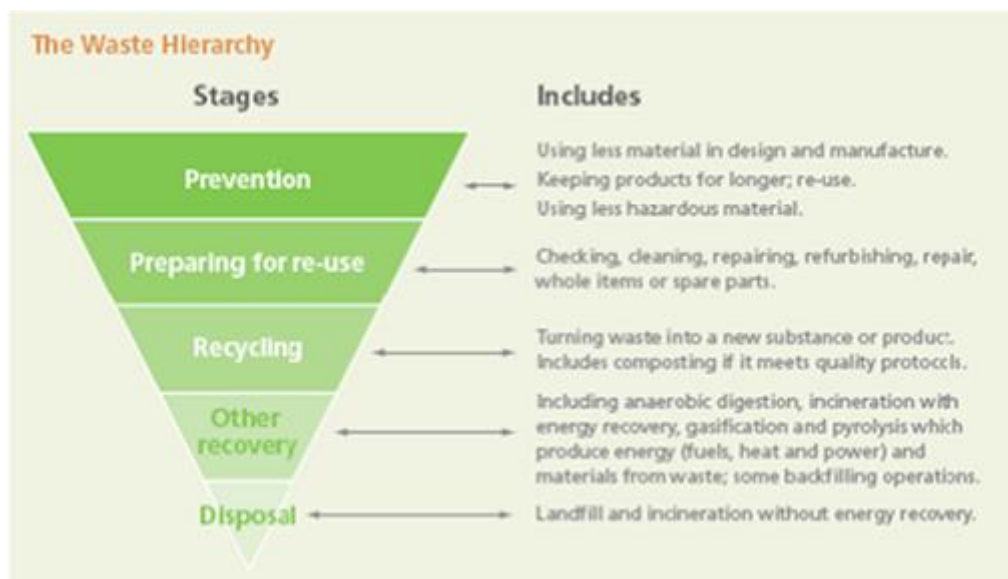 The Waste Hierarchy
Stages
Includes
Prevention
Using less material in design and manufacture.
Keeping products for longer; re-use.
Using less hazardous material.
Preparing for re-use
Checking, cleaning, repairing, refurbishing, repair,
whole items or spare parts.
Recycling
Turning waste into a new substance or product.
Includes composting if it meets quality protocols.
Other
recovery
Including anaerobic digestion, incineration with
energy recovery, gasification and pyrolysis which
produce energy (fuels, heat and power) and
materials from waste; some backfilling operations.
Disposal
Landfill and incineration without energy recovery.